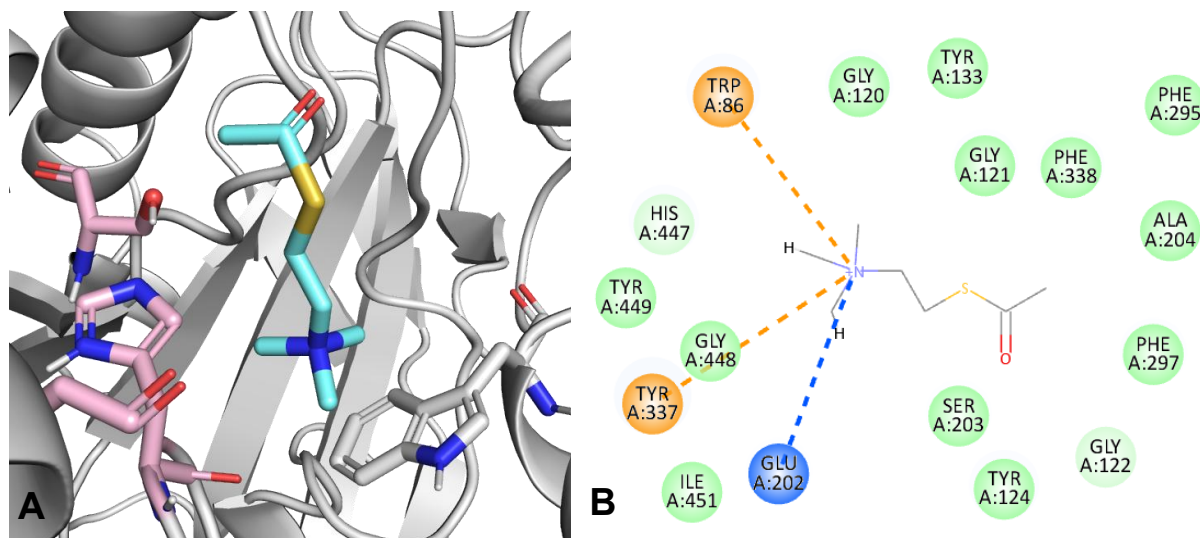 A
TRP
A:86
GLY
A:120
TYR
A:133
PHE
A:295
GLY
A:121
PHE
A:338
HIS
A:447
ALA
A:204
H
N
+
TYR
A:449
S
H
O
GLY
A:448
PHE
A:297
TYR
A:337
SER
A:203
GLY
A:122
GLU
A:202
ILE
A:451
TYR
A:124
B